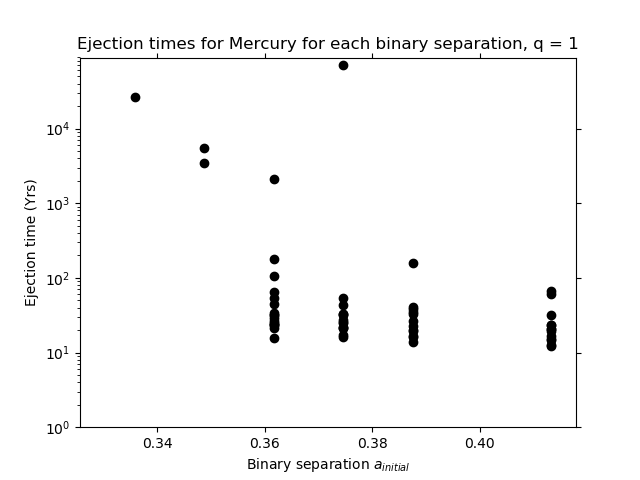 Ejection times for Mercury for each binary separation, q = 1
Ejection time (Yrs)
10⁴
10³
10²
10¹
10⁰
0.34 0.36 0.38 0.40
Binary separation a_initial